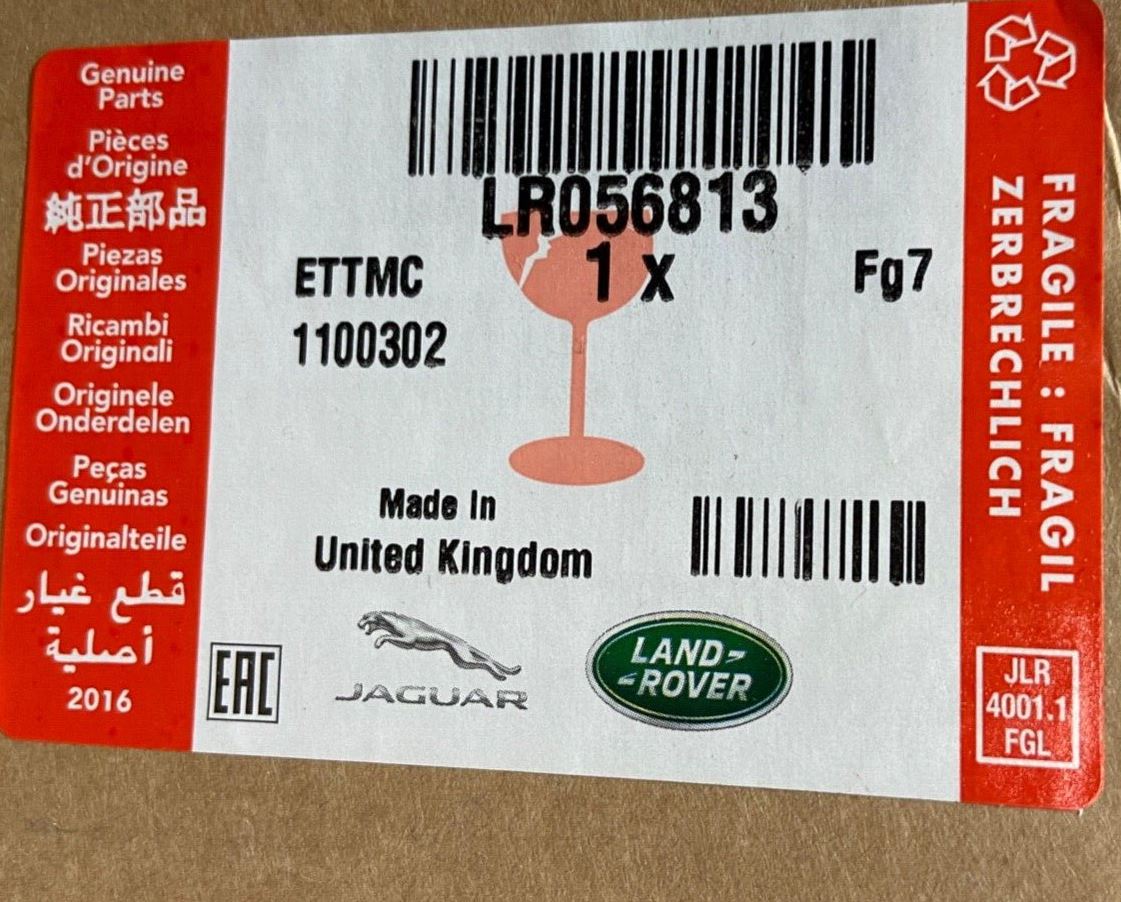 Genuine
Parts
Pièces
d'Origine
純正部品
Piezas
Originales
Ricambi
Originali
Originele
Onderdelen
Peças
Genuinas
Originalteile
قطع غيار
أصلية
2016
LR056813
ETTMC
1 X
Fg7
1100302
Made In
United Kingdom
EAC
JAGUAR
LAND-
-ROVER
FRAGILE : FRAGIL
ZERBRECHLICH
JLR
4001.1
FGL